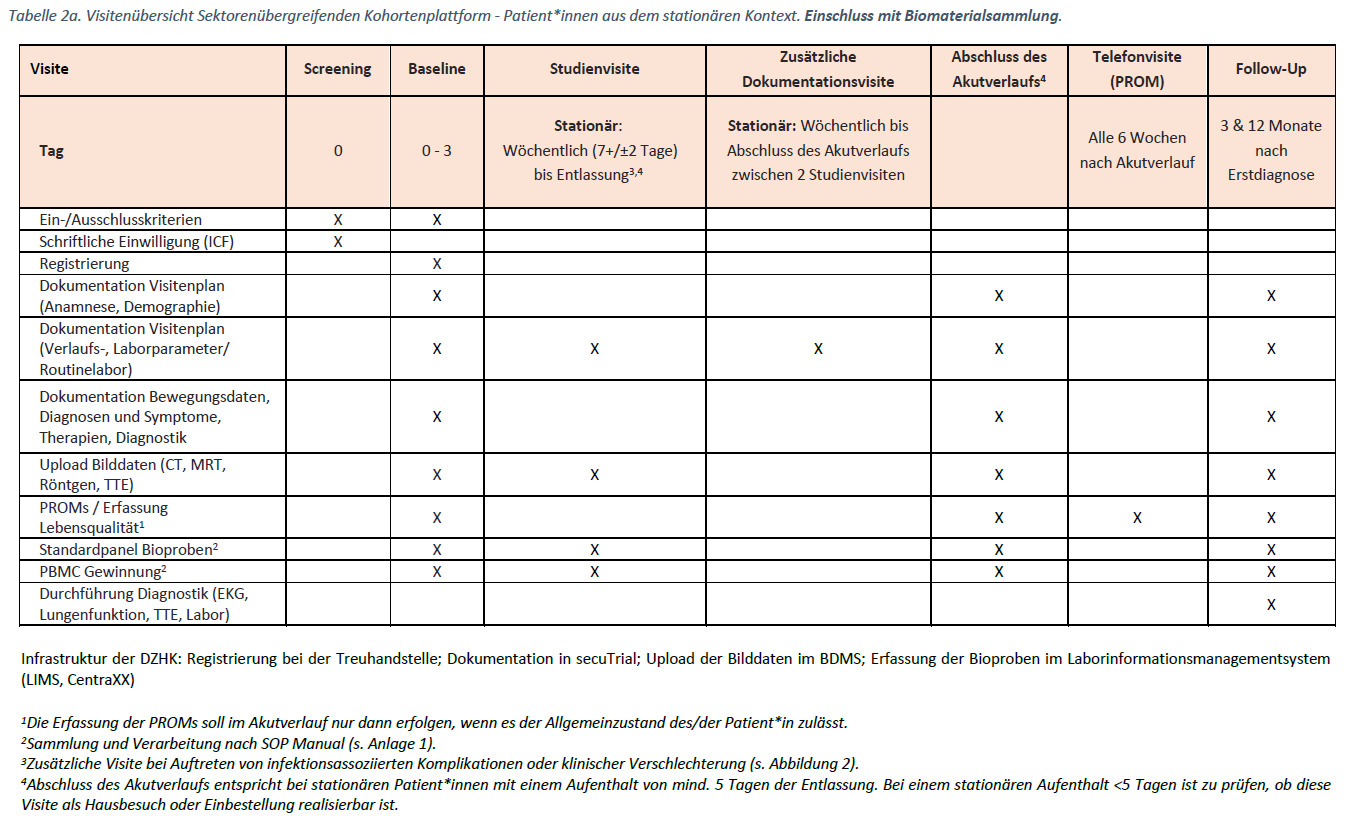 Tabelle 2a. Visitenübersicht Sektorenübergreifenden Kohortenplattform - Patient*innen aus dem stationären Kontext. Einschluss mit Biomaterialsammlung.
Visite
Screening
Baseline
Studienvisite
Zusätzliche
Dokumentationsvisite
Abschluss des
Akutverlaufs⁴
Telefonvisite
(PROM)
Follow-Up
Tag
0
0 - 3
Stationär:
Wöchentlich (7+/±2 Tage)
bis Entlassung³,⁴
Stationär: Wöchentlich bis
Abschluss des Akutverlaufs
zwischen 2 Studienvisiten
Alle 6 Wochen
nach Akutverlauf
3 & 12 Monate
nach
Erstdiagnose
Ein-/Ausschlusskriterien X X
Schriftliche Einwilligung (ICF) X
Registrierung X
Dokumentation Visitenplan
(Anamnese, Demographie) X X X
Dokumentation Visitenplan
(Verlaufs-, Laborparameter/ X X X X X
Routinelabor)
Dokumentation Bewegungsdaten,
Diagnosen und Symptome, X X X
Therapien, Diagnostik
Upload Bilddaten (CT, MRT,
Röntgen, TTE) X X X X
PROMs / Erfassung
Lebensqualität¹ X X X X
Standardpanel Bioproben² X X X X
PBMC Gewinnung² X X X X
Durchführung Diagnostik (EKG,
Lungenfunktion, TTE, Labor) X
Infrastruktur der DZHK: Registrierung bei der Treuhandstelle; Dokumentation in secuTrial; Upload der Bilddaten im BDMS; Erfassung der Bioproben im Laborinformationsmanagementsystem
(LIMS, CentraXX)
¹Die Erfassung der PROMs soll im Akutverlauf nur dann erfolgen, wenn es der Allgemeinzustand des/der Patient*in zulässt.
²Sammlung und Verarbeitung nach SOP Manual (s. Anlage 1).
³Zusätzliche Visite bei Auftreten von infektionsassoziierten Komplikationen oder klinischer Verschlechterung (s. Abbildung 2).
⁴Abschluss des Akutverlaufs entspricht bei stationären Patient*innen mit einem Aufenthalt von mind. 5 Tagen der Entlassung. Bei einem stationären Aufenthalt <5 Tagen ist zu prüfen, ob diese
Visite als Hausbesuch oder Einbestellung realisierbar ist.